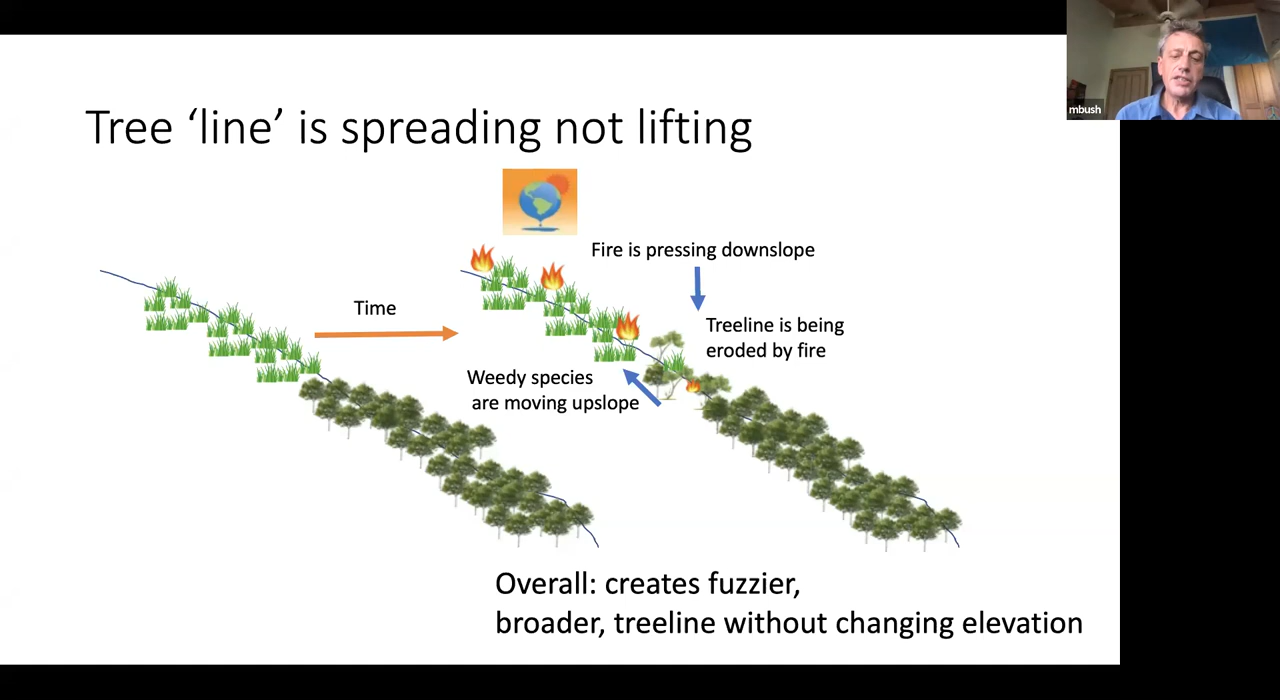 mbush
Tree ‘line’ is spreading not lifting
Fire is pressing downslope
Time
Treeline is being
eroded by fire
Weedy species
are moving upslope
Overall: creates fuzzier,
broader, treeline without changing elevation